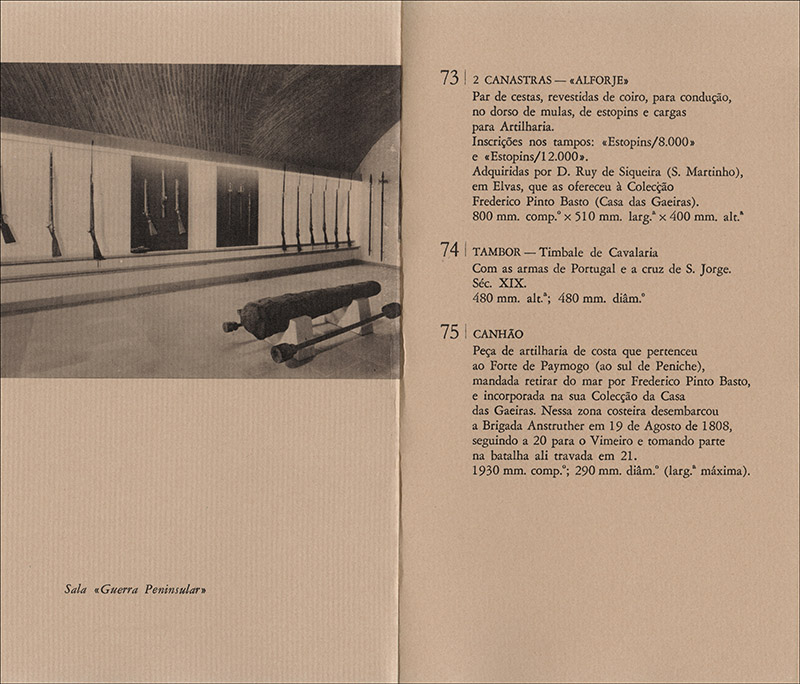 Sala «Guerra Peninsular»
73 | 2 CANASTRAS — «ALFORJE»
Par de cestas, revestidas de coiro, para condução,
no dorso de mulas, de estopins e cargas
para Artilharia.
Inscrições nos tampos: «Estopins/8.000»
e «Estopins/12.000».
Adquiridas por D. Ruy de Siqueira (S. Martinho),
em Elvas, que as ofereceu à Colecção
Frederico Pinto Basto (Casa das Gaeiras).
800 mm. comp.º × 510 mm. larg.ª × 400 mm. alt.ª
74 | TAMBOR — Timbale de Cavalaria
Com as armas de Portugal e a cruz de S. Jorge.
Séc. XIX.
480 mm. alt.ª; 480 mm. diâm.º
75 | CANHÃO
Peça de artilharia de costa que pertenceu
ao Forte de Paymogo (ao sul de Peniche),
mandada retirar do mar por Frederico Pinto Basto,
e incorporada na sua Colecção da Casa
das Gaeiras. Nessa zona costeira desembarcou
a Brigada Anstruther em 19 de Agosto de 1808,
seguindo a 20 para o Vimeiro e tomando parte
na batalha ali travada em 21.
1930 mm. comp.º; 290 mm. diâm.º (larg.ª máxima).